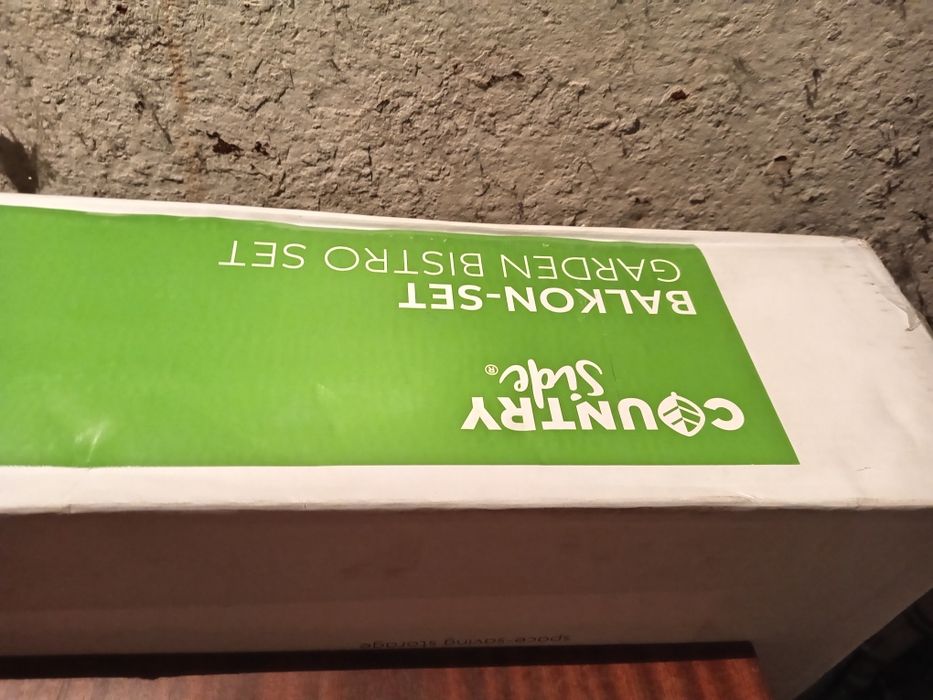 COUNTRY
Side®
BALKON-SET
GARDEN BISTRO SET
space-saving storage